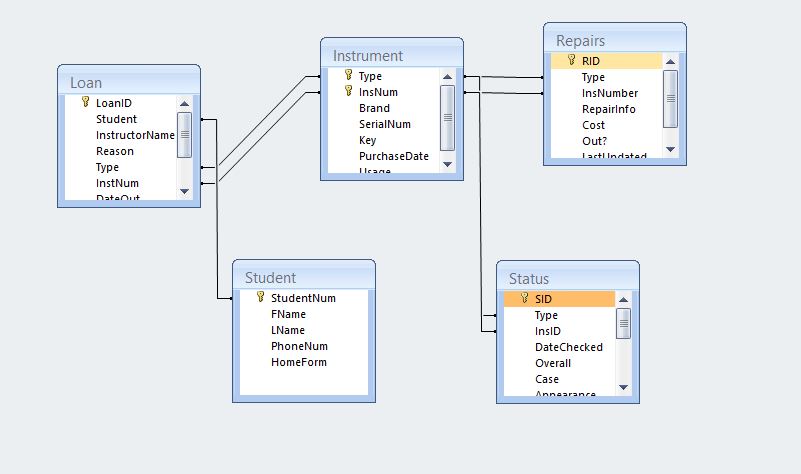 Loan
LoanID
Student
InstructorName
Reason
Type
InstNum
DateOut
Instrument
Type
InsNum
Brand
SerialNum
Key
PurchaseDate
Usage
Repairs
RID
Type
InsNumber
RepairInfo
Cost
Out?
LastUpdated
Student
StudentNum
FName
LName
PhoneNum
HomeForm
Status
SID
Type
InsID
DateChecked
Overall
Case
Appearance